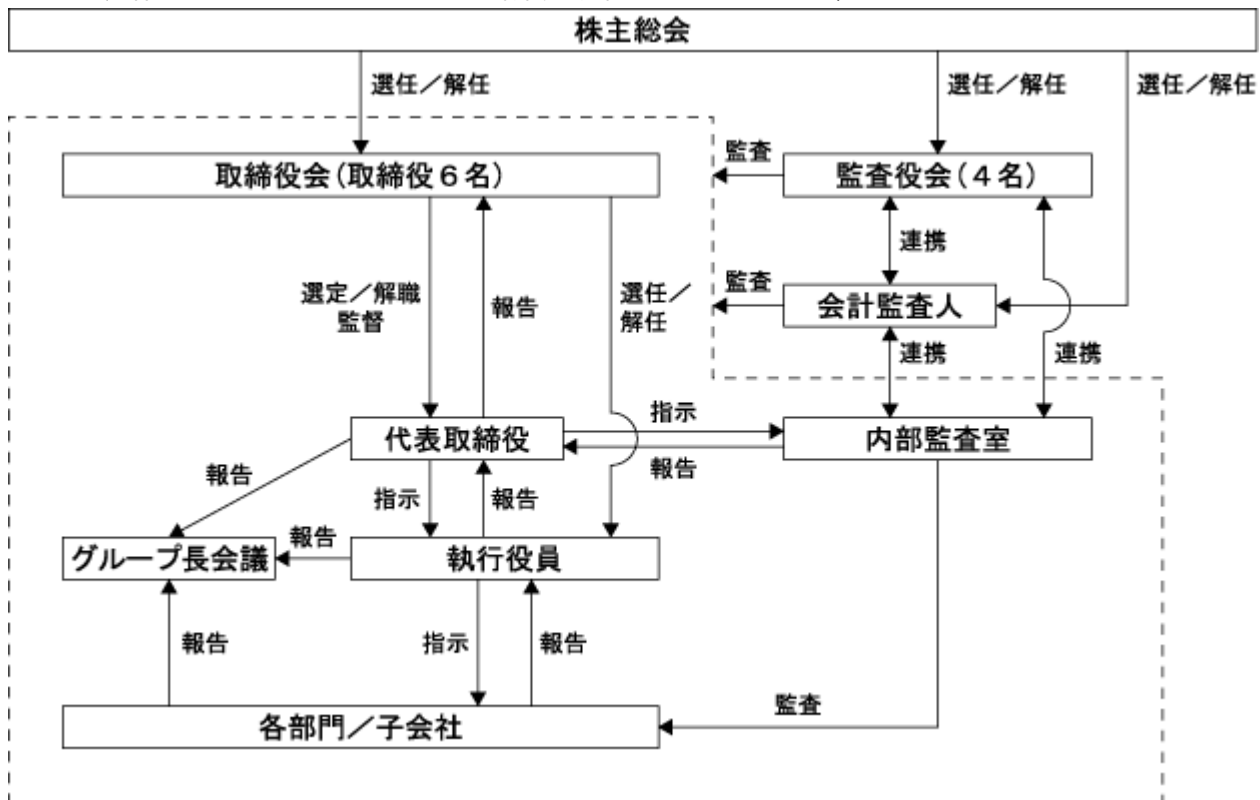 株主総会
選任／解任
選任／解任
選任／解任
取締役会（取締役６名）
監査
監査役会（４名）
連携
選定／解職
監督
報告
選任／
解任
監査
会計監査人
連携
連携
代表取締役
指示
報告
内部監査室
報告
指示
報告
グループ長会議
報告
執行役員
報告
指示
報告
各部門／子会社
監査